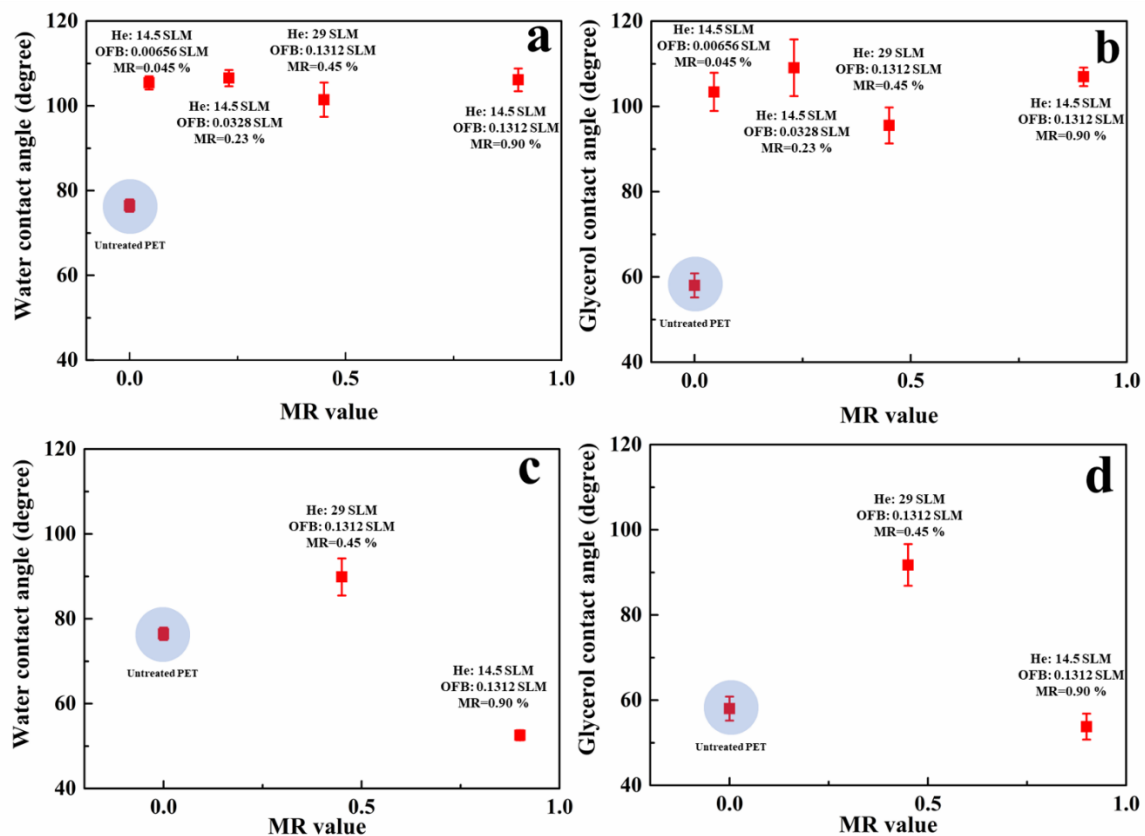 a
Water contact angle (degree)
120
100
80
60
40
He: 14.5 SLM
OFB: 0.00656 SLM
MR=0.045 %
He: 29 SLM
OFB: 0.1312 SLM
MR=0.45 %
He: 14.5 SLM
OFB: 0.0328 SLM
MR=0.23 %
He: 14.5 SLM
OFB: 0.1312 SLM
MR=0.90 %
Untreated PET
0.0
0.5
1.0
MR value
b
Glycerol contact angle (degree)
120
100
80
60
40
He: 14.5 SLM
OFB: 0.00656 SLM
MR=0.045 %
He: 29 SLM
OFB: 0.1312 SLM
MR=0.45 %
He: 14.5 SLM
OFB: 0.0328 SLM
MR=0.23 %
He: 14.5 SLM
OFB: 0.1312 SLM
MR=0.90 %
Untreated PET
0.0
0.5
1.0
MR value
c
Water contact angle (degree)
120
100
80
60
40
He: 29 SLM
OFB: 0.1312 SLM
MR=0.45 %
Untreated PET
He: 14.5 SLM
OFB: 0.1312 SLM
MR=0.90 %
0.0
0.5
1.0
MR value
d
Glycerol contact angle (degree)
120
100
80
60
40
He: 29 SLM
OFB: 0.1312 SLM
MR=0.45 %
He: 14.5 SLM
OFB: 0.1312 SLM
MR=0.90 %
Untreated PET
0.0
0.5
1.0
MR value